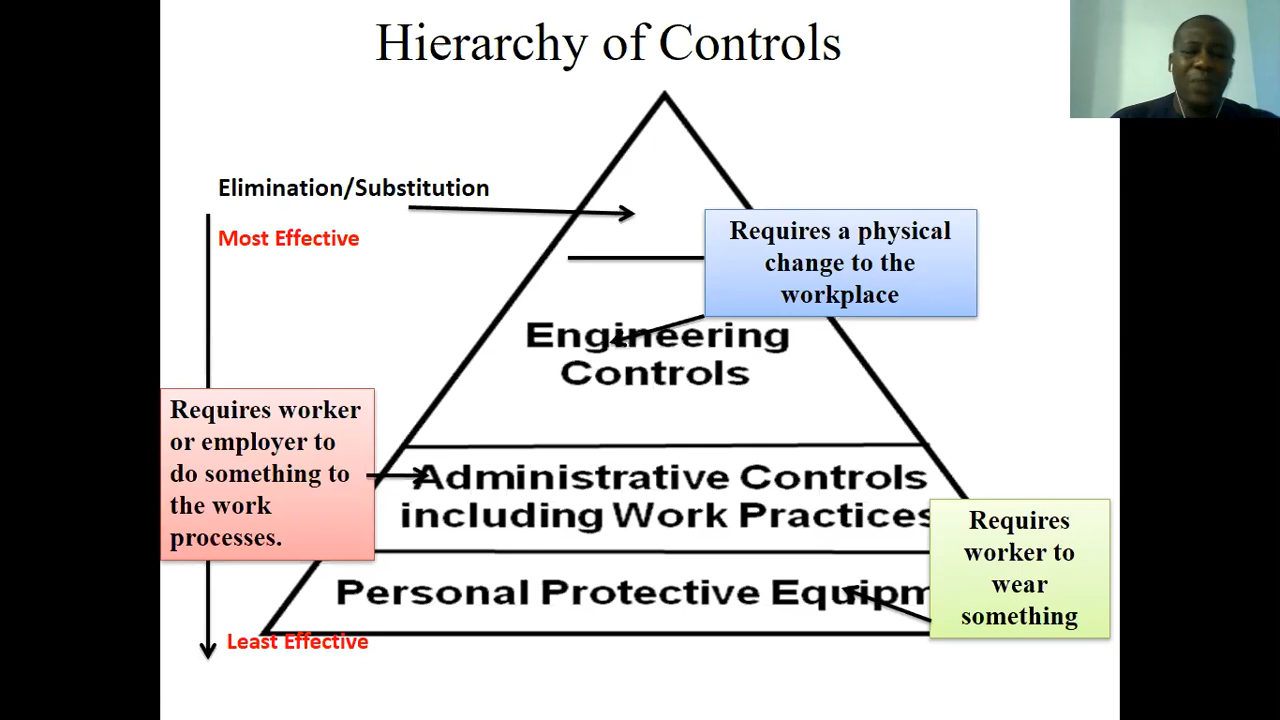 Hierarchy of Controls
Elimination/Substitution
Most Effective
Requires a physical
change to the
workplace
Engineering
Controls
Requires worker
or employer to
do something to
the work
processes.
Administrative Controls
including Work Practices
Requires
worker to
wear
something
Personal Protective Equipm
Least Effective